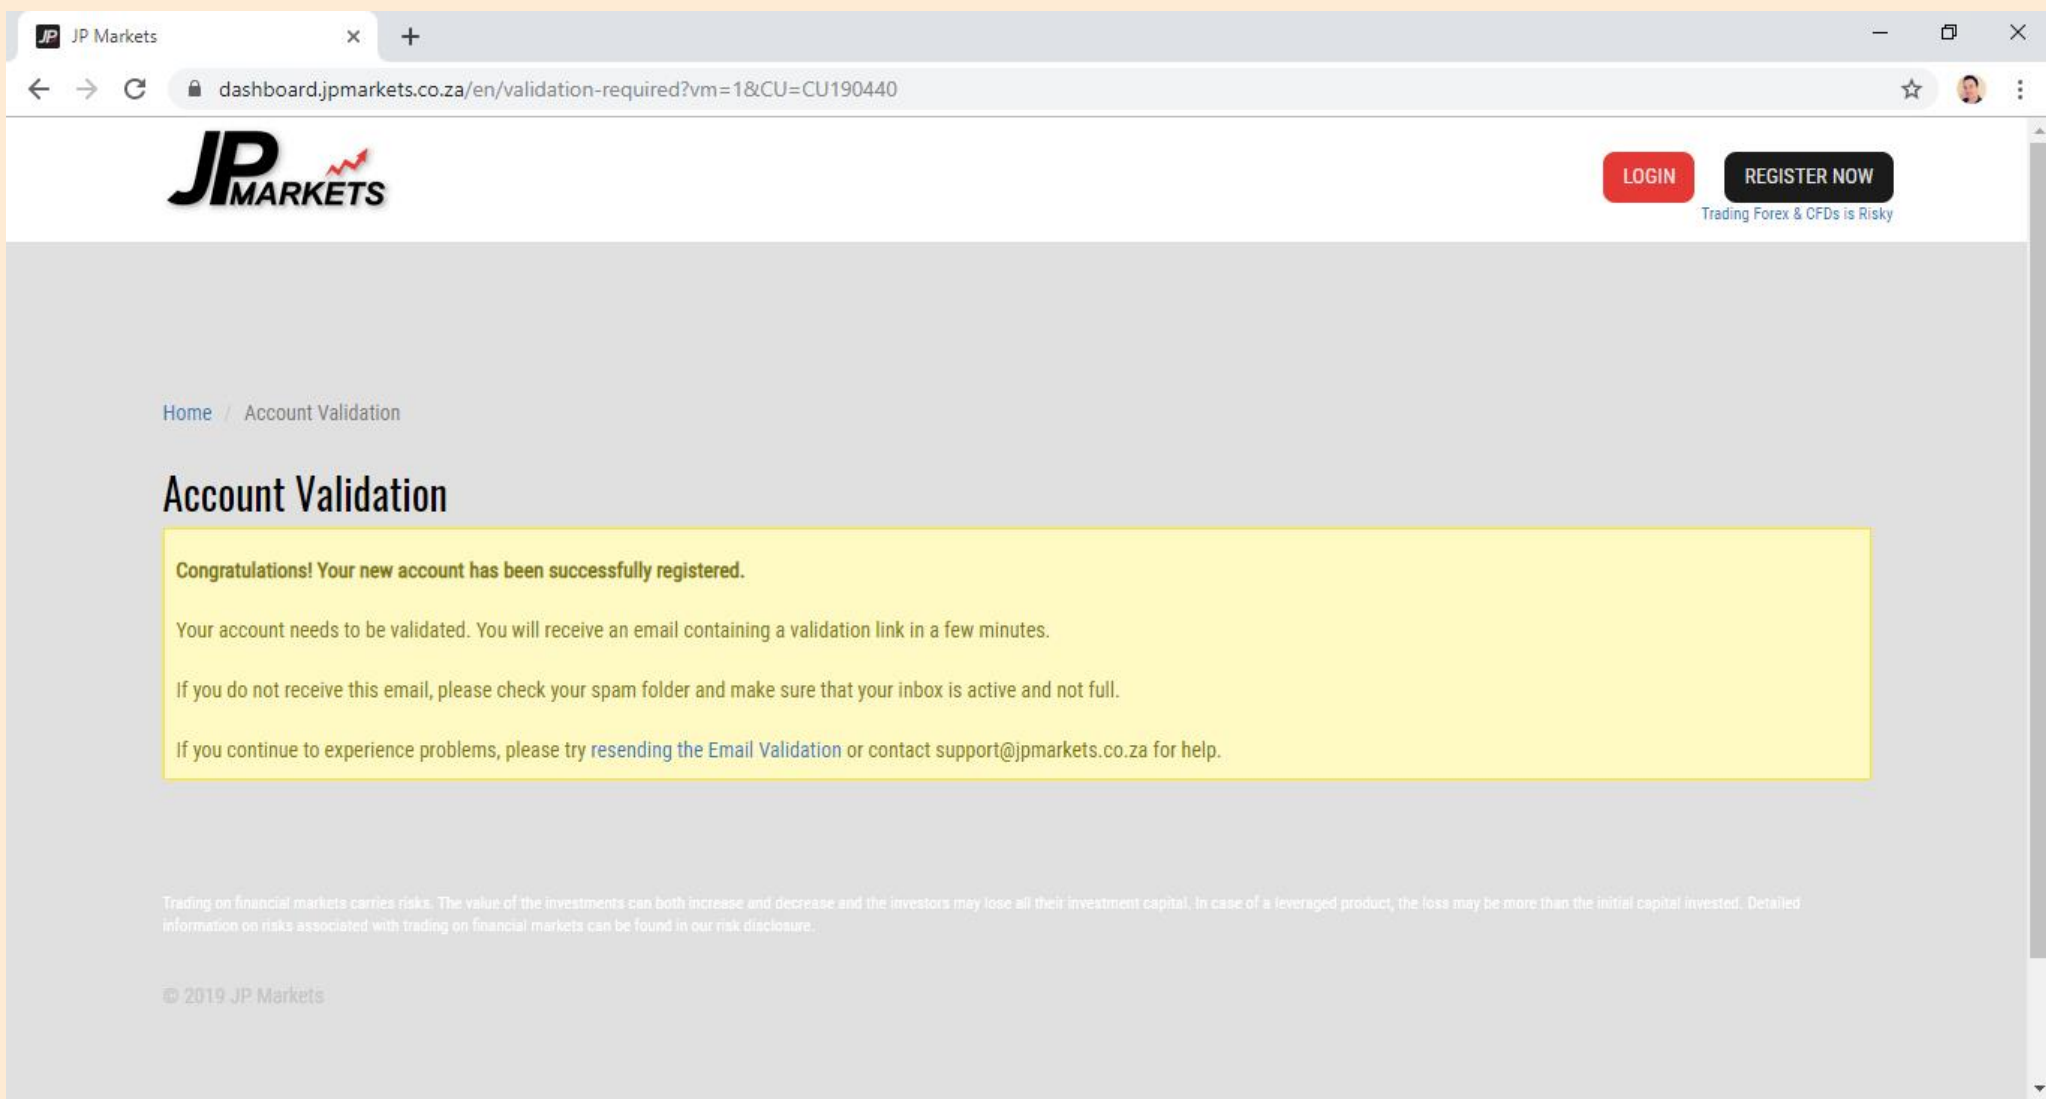 JP JP Markets
dashboard.jpmarkets.co.za/en/validation-required?vm=1&CU=CU190440
JP MARKETS
LOGIN
REGISTER NOW
Trading Forex & CFDs is Risky
Home / Account Validation
Account Validation
Congratulations! Your new account has been successfully registered.
Your account needs to be validated. You will receive an email containing a validation link in a few minutes.
If you do not receive this email, please check your spam folder and make sure that your inbox is active and not full.
If you continue to experience problems, please try resending the Email Validation or contact support@jpmarkets.co.za for help.
Trading on financial markets carries risks. The value of the investments can both increase and decrease and the investors may lose all their investment capital. In case of a leveraged product, the loss may be more than the initial capital invested. Detailed
information on risks associated with trading on financial markets can be found in our risk disclosure.
© 2019 JP Markets